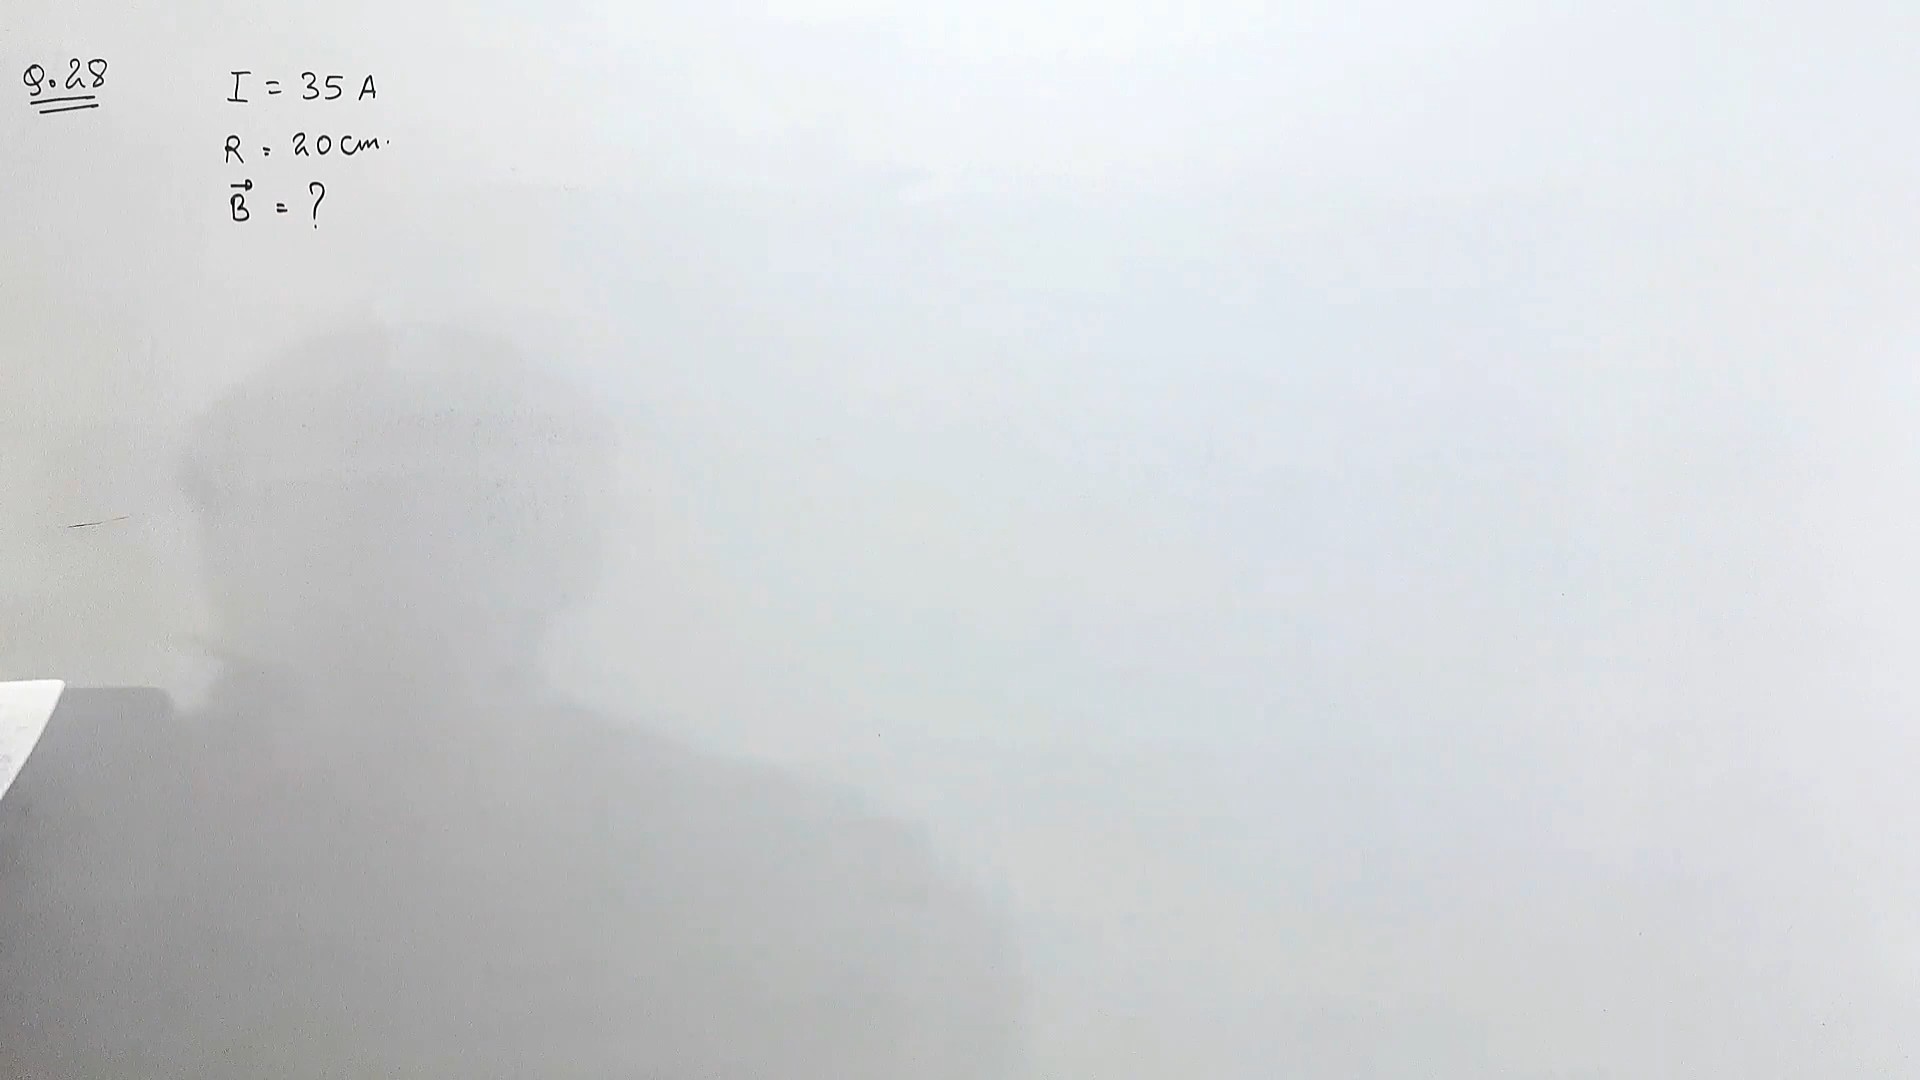 Q.28
I = 35 A
R = 20 cm.
B⃗ = ?